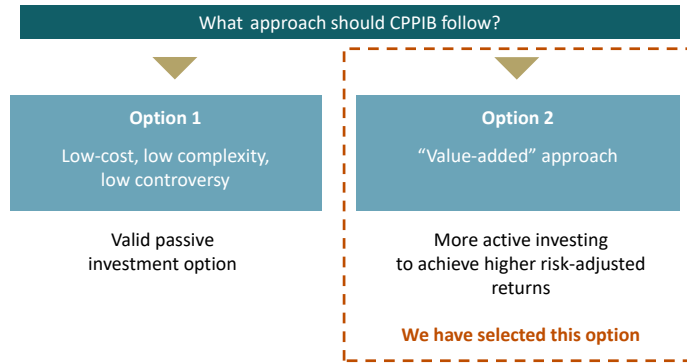 What approach should CPPIB follow?
Option 1
Low-cost, low complexity,
low controversy
Valid passive
investment option
Option 2
“Value-added” approach
More active investing
to achieve higher risk-adjusted
returns
We have selected this option